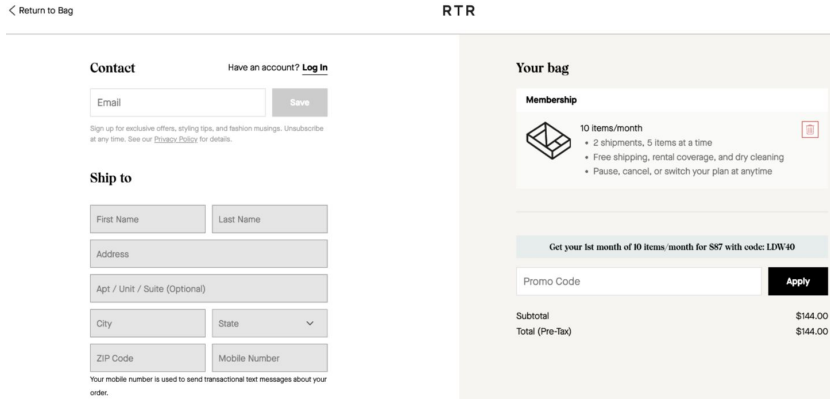 Return to Bag
RTR
Contact
Have an account? Log In
Email
Save
Sign up for exclusive offers, styling tips, and fashion musings. Unsubscribe
at any time. See our Privacy Policy for details.
Ship to
First Name
Last Name
Address
Apt / Unit / Suite (Optional)
City
State
ZIP Code
Mobile Number
Your mobile number is used to send transactional text messages about your
order.
Your bag
Membership
10 items/month
• 2 shipments, 5 items at a time
• Free shipping, rental coverage, and dry cleaning
• Pause, cancel, or switch your plan at anytime
Get your 1st month of 10 items/month for $87 with code: LDW40
Promo Code
Apply
Subtotal $144.00
Total (Pre-Tax) $144.00